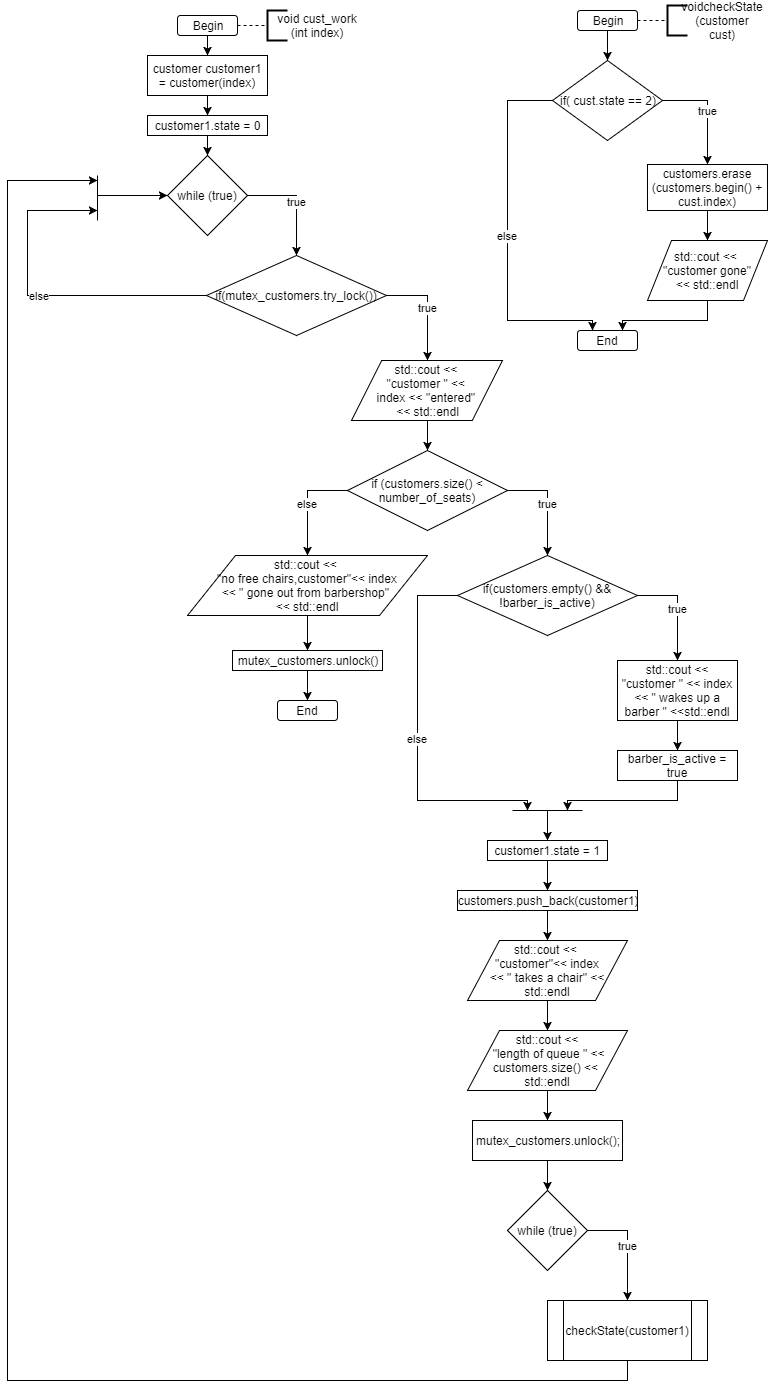 Begin
void cust_work
(int index)
customer customer1
= customer(index)
customer1.state = 0
while (true)
true
if(mutex_customers.try_lock())
else
true
std::cout <<
"customer " <<
index << "entered"
<< std::endl
if (customers.size() <
number_of_seats)
else
true
std::cout <<
"no free chairs,customer"<< index
<< " gone out from barbershop"
<< std::endl
mutex_customers.unlock()
End
if(customers.empty() &&
!barber_is_active)
true
else
std::cout <<
"customer " << index
<< " wakes up a
barber " <<std::endl
barber_is_active =
true
customer1.state = 1
customers.push_back(customer1)
std::cout <<
"customer"<< index
<< " takes a chair" <<
std::endl
std::cout <<
"length of queue " <<
customers.size() <<
std::endl
mutex_customers.unlock();
while (true)
true
checkState(customer1)
Begin
voidcheckState
(customer
cust)
if( cust.state == 2)
true
else
customers.erase
(customers.begin() +
cust.index)
std::cout <<
"customer gone"
<< std::endl
End